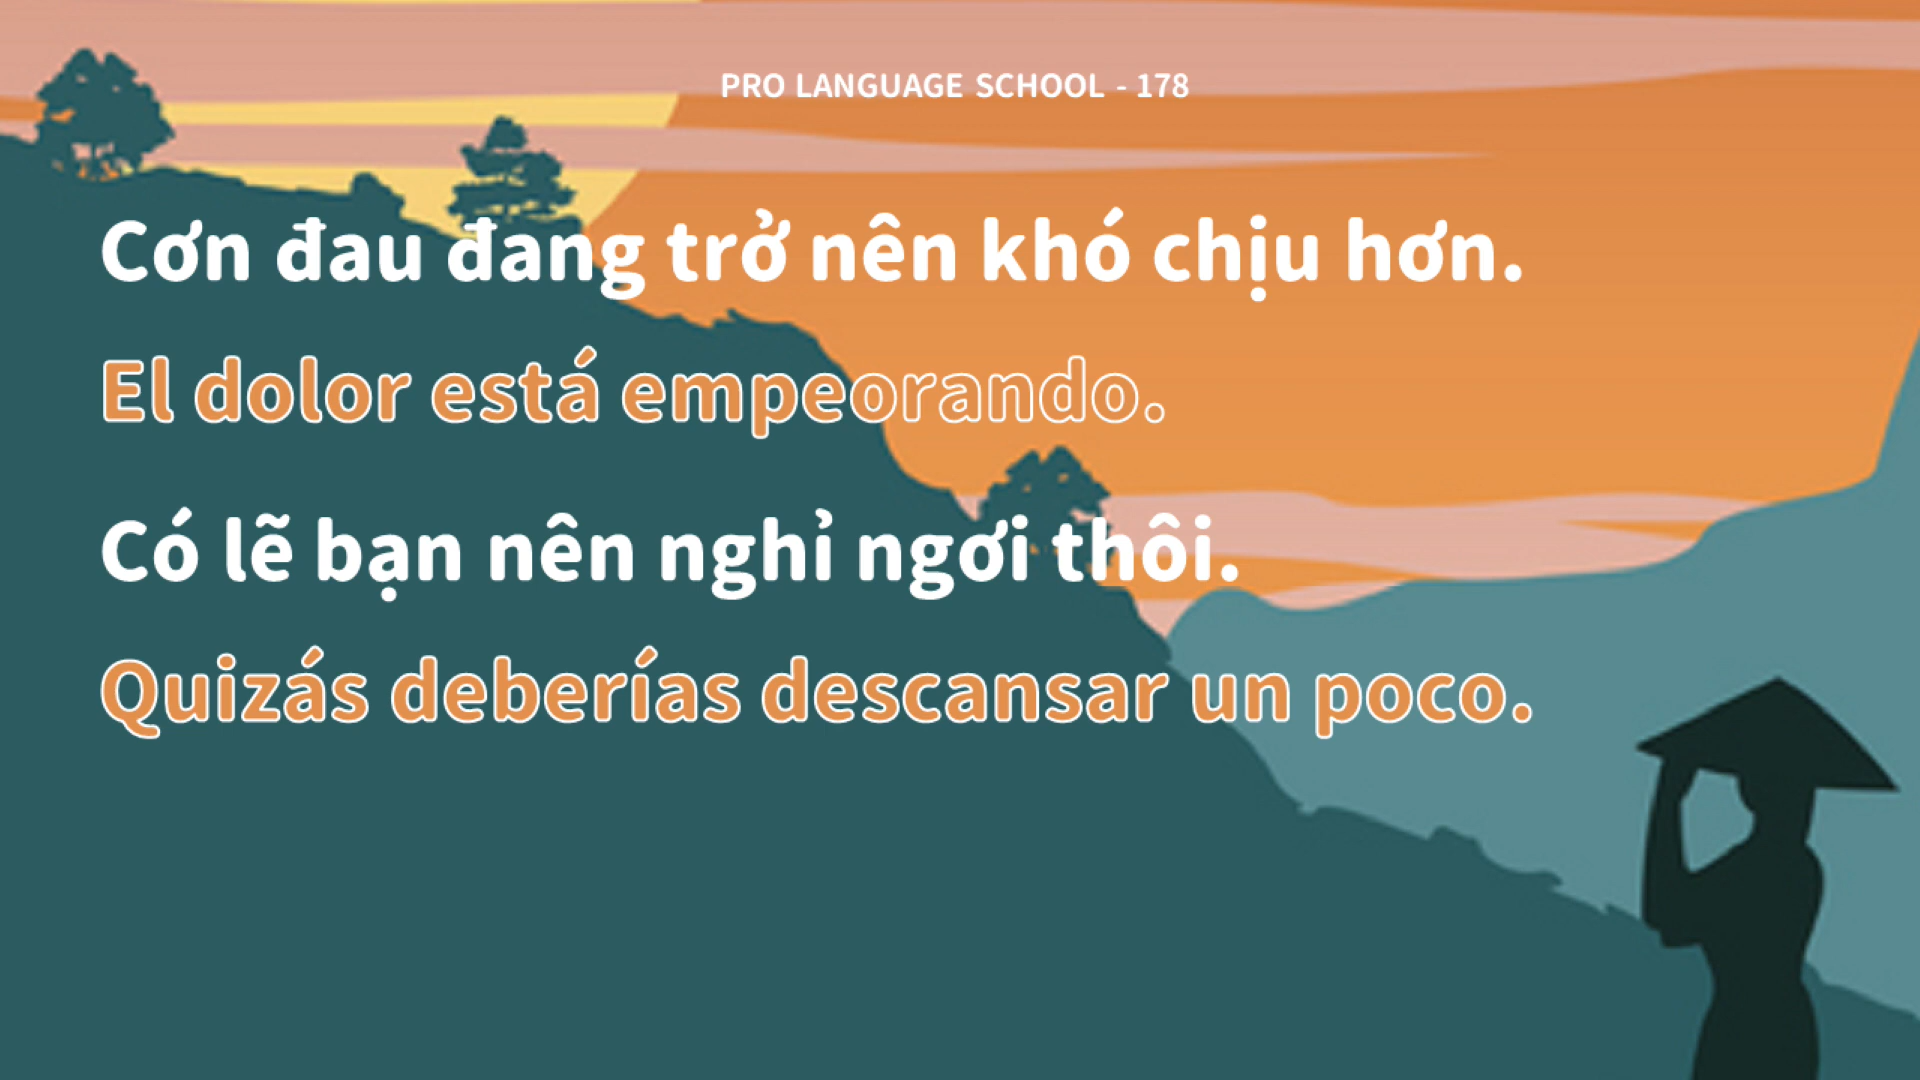 PRO LANGUAGE SCHOOL - 178
Cơn đau đang trở nên khó chịu hơn.
El dolor está empeorando.
Có lẽ bạn nên nghỉ ngơi thôi.
Quizás deberías descansar un poco.